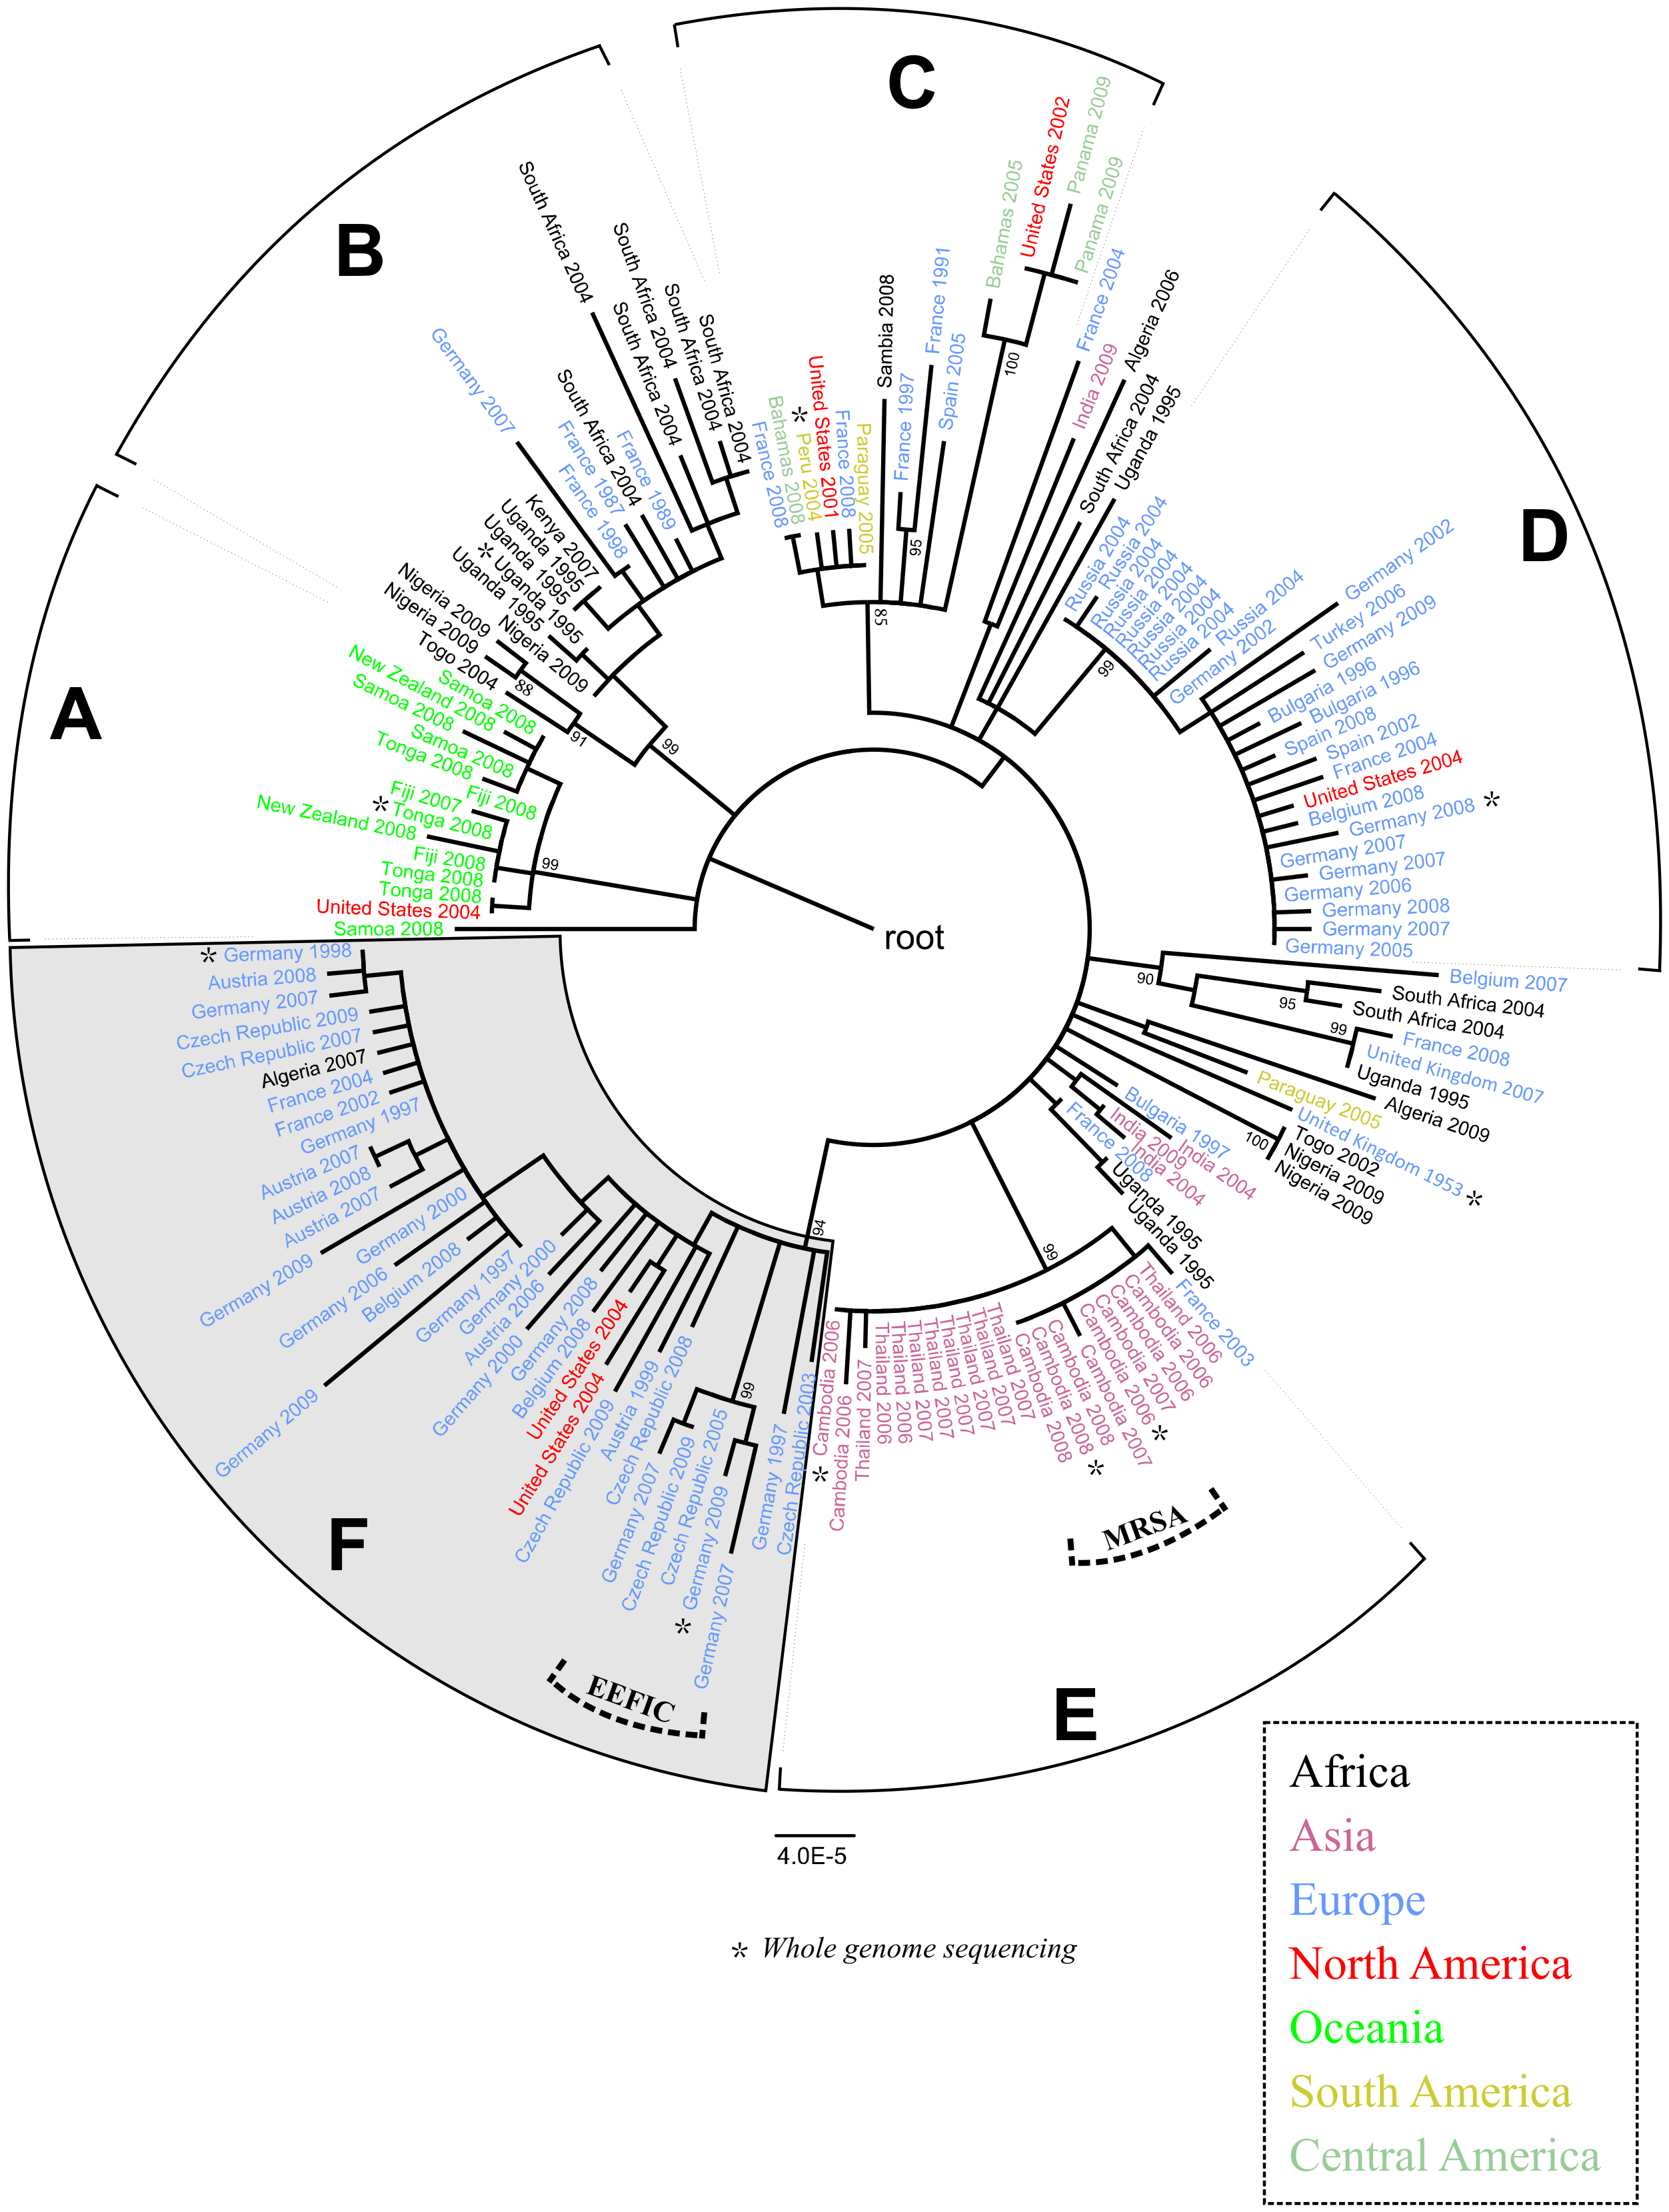 C
B
A
D
E
F
root
Samoa 2008
United States 2004
Tonga 2008
Tonga 2008
Fiji 2008
New Zealand 2008
* Tonga 2008
Fiji 2007
Fiji 2008
Tonga 2008
Samoa 2008
Samoa 2008
New Zealand 2008
Samoa 2008
99
Togo 2004
Nigeria 2009
Nigeria 2009
88
91
99
Nigeria 2009
Uganda 1995
* Uganda 1995
Uganda 1995
Uganda 1995
Kenya 2007
Germany 2007
France 1998
France 1987
South Africa 2004
France 1989
South Africa 2004
South Africa 2004
South Africa 2004
South Africa 2004
South Africa 2004
France 2008
Bahamas 2008
* Peru 2004
United States 2001
France 2008
Paraguay 2005
85
Sambia 2008
France 1997
France 1991
95
Spain 2005
Bahamas 2005
United States 2002
Panama 2009
Panama 2009
100
France 2004
India 2009
Algeria 2006
South Africa 2004
Uganda 1995
Russia 2004
Russia 2004
Russia 2004
Russia 2004
Russia 2004
Russia 2004
Russia 2004
Russia 2004
Russia 2004
99
Germany 2002
Germany 2002
Turkey 2006
Germany 2009
Bulgaria 1996
Bulgaria 1996
Spain 2008
Spain 2002
France 2004
United States 2004
Belgium 2008
Germany 2008 *
Germany 2007
Germany 2007
Germany 2006
Germany 2008
Germany 2007
Germany 2005
Belgium 2007
90
South Africa 2004
95
South Africa 2004
99
France 2008
United Kingdom 2007
Uganda 1995
Algeria 2009
Paraguay 2005
United Kingdom 1953 *
100
Togo 2002
Nigeria 2009
Nigeria 2009
Bulgaria 1997
India 2004
India 2009
India 2004
France 2008
Uganda 1995
Uganda 1995
99
France 2003
Thailand 2006
Cambodia 2006
Cambodia 2006
Cambodia 2007
Cambodia 2006 *
Cambodia 2007
Cambodia 2008
Cambodia 2008 *
Cambodia 2008
Thailand 2007
Thailand 2007
Thailand 2007
Thailand 2007
Thailand 2007
Thailand 2006
Thailand 2006
Thailand 2007
Cambodia 2006
* Cambodia 2006
MRSA
94
Czech Republic 2003
Germany 1997
99
Germany 2007
* Germany 2009
Czech Republic 2005
Czech Republic 2009
Germany 2007
EEFIC
Czech Republic 2008
Austria 1999
Czech Republic 2009
United States 2004
United States 2004
Belgium 2008
Germany 2008
Germany 2000
Austria 2006
Germany 2000
Germany 1997
Germany 2009
Belgium 2008
Germany 2006
Germany 2000
Germany 2009
Austria 2007
Austria 2008
Austria 2007
Germany 1997
France 2002
France 2004
Algeria 2007
Czech Republic 2007
Czech Republic 2009
Germany 2007
Austria 2008
* Germany 1998
4.0E-5
* Whole genome sequencing
Africa
Asia
Europe
North America
Oceania
South America
Central America